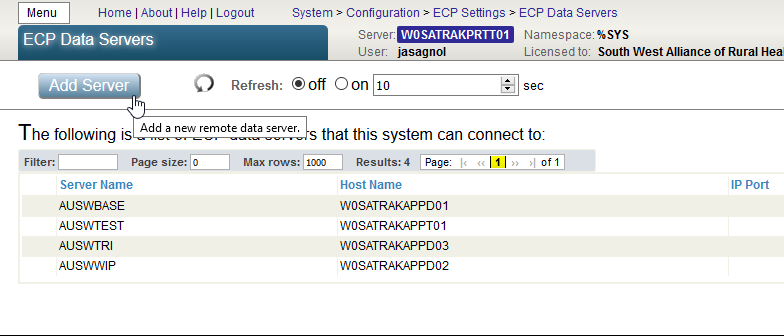 Menu
Home | About | Help | Logout
System > Configuration > ECP Settings > ECP Data Servers
ECP Data Servers
Server: W0SATRAKPRTT01 Namespace: %SYS
User: jasagnol Licensed to: South West Alliance of Rural Heal
Add Server
Refresh: off on 10 sec
Add a new remote data server.
The following is a list of ECP data servers that this system can connect to:
Filter: Page size: 0 Max rows: 1000 Results: 4 Page: |‹ ‹‹ 1 ›› ›| of 1
Server Name Host Name IP Port
AUSWBASE W0SATRAKAPPD01
AUSWTEST W0SATRAKAPPT01
AUSWTRI W0SATRAKAPPD03
AUSWWIP W0SATRAKAPPD02